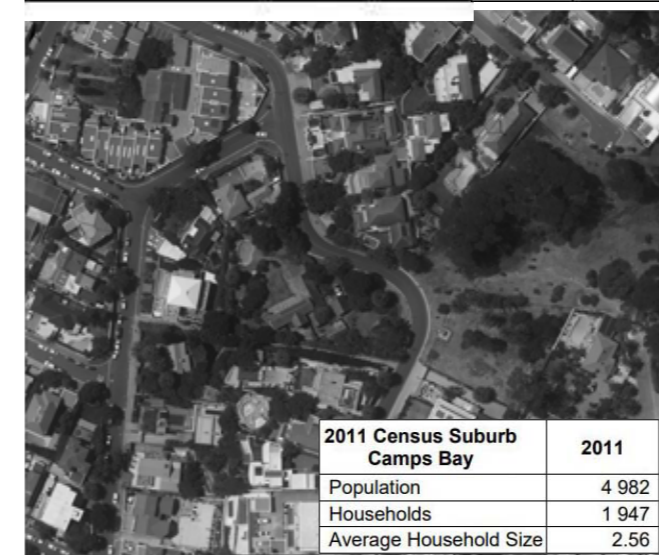 2011 Census Suburb Camps Bay 2011
Population 4 982
Households 1 947
Average Household Size 2.56